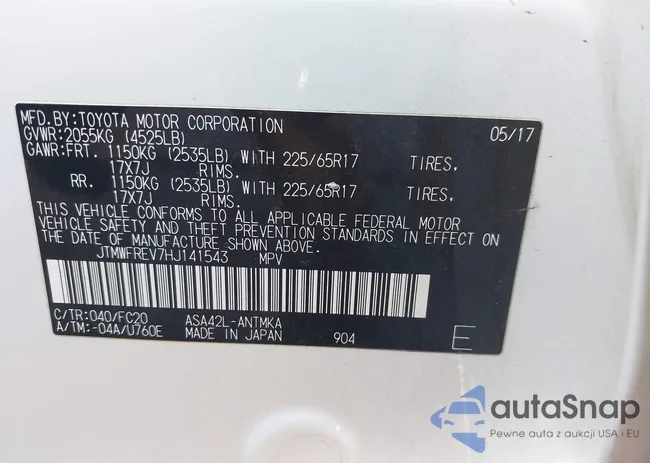 MFD.BY:TOYOTA MOTOR CORPORATION 05/17
GVWR:2055KG (4525LB)
GAWR:FRT. 1150KG (2535LB) WITH 225/65R17 TIRES,
17X7J RIMS.
RR. 1150KG (2535LB) WITH 225/65R17 TIRES,
17X7J RIMS.
THIS VEHICLE CONFORMS TO ALL APPLICABLE FEDERAL MOTOR
VEHICLE SAFETY AND THEFT PREVENTION STANDARDS IN EFFECT
ON THE DATE OF MANUFACTURE SHOWN ABOVE.
JTMWFREV7HJ141543 MPV
C/TR:040/FC20 ASA42L-ANTMKA
A/TM:-04A/U760E MADE IN JAPAN 904 E
autaSnap
Pewne auta z aukcji USA i EU